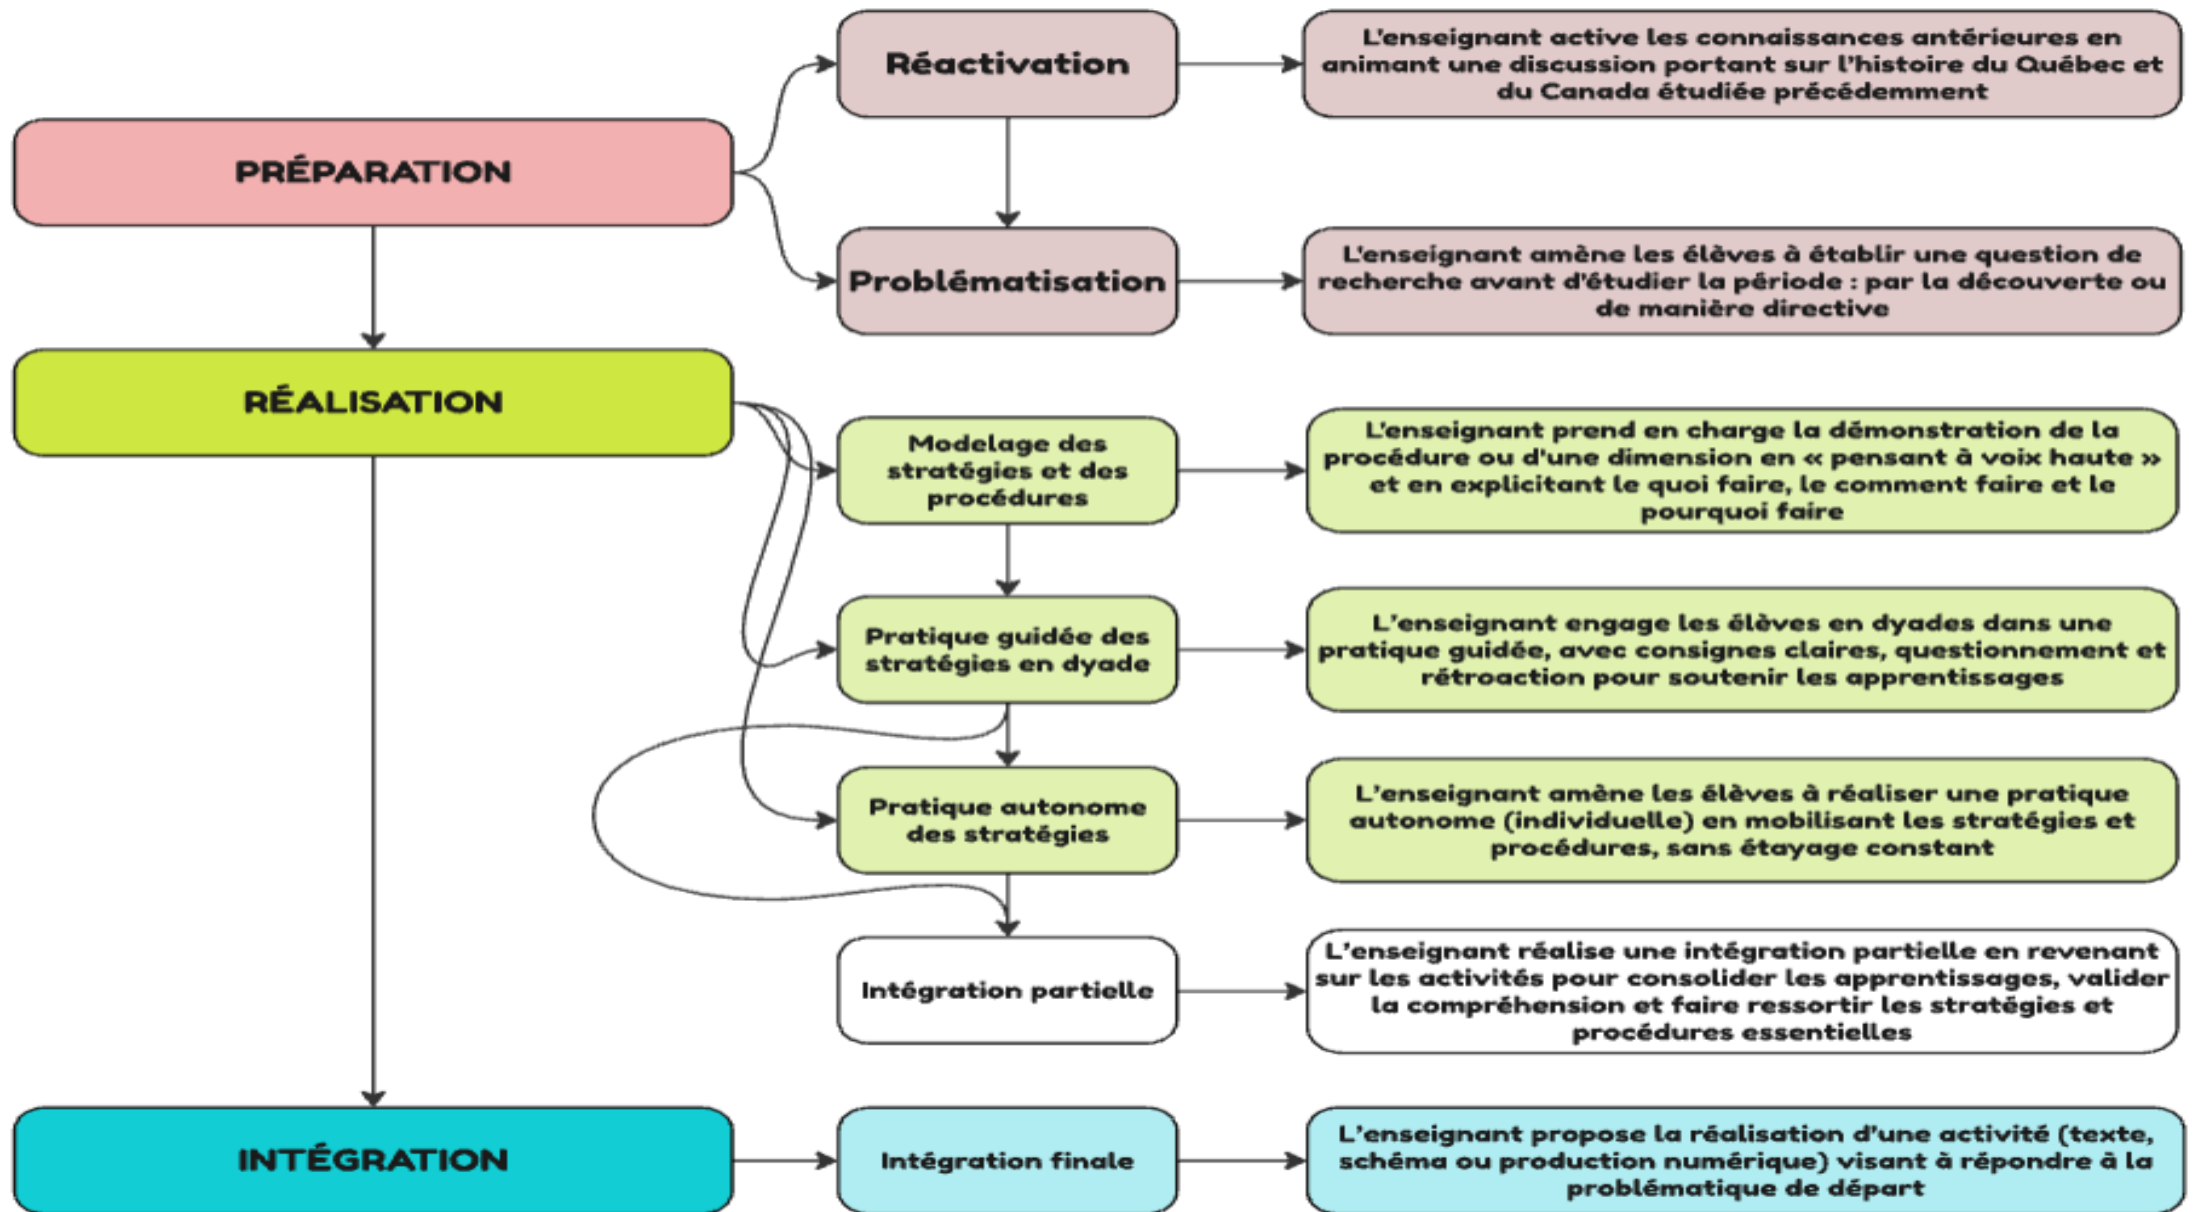 Réactivation
L'enseignant active les connaissances antérieures en
animant une discussion portant sur l'histoire du Québec et
du Canada étudiée précédemment
PRÉPARATION
Problématisation
L'enseignant amène les élèves à établir une question de
recherche avant d'étudier la période : par la découverte ou
de manière directive
RÉALISATION
Modelage des
stratégies et des
procédures
L'enseignant prend en charge la démonstration de la
procédure ou d'une dimension en « pensant à voix haute »
et en explicitant le quoi faire, le comment faire et le
pourquoi faire
Pratique guidée des
stratégies en dyade
L'enseignant engage les élèves en dyades dans une
pratique guidée, avec consignes claires, questionnement et
rétroaction pour soutenir les apprentissages
Pratique autonome
des stratégies
L'enseignant amène les élèves à réaliser une pratique
autonome (individuelle) en mobilisant les stratégies et
procédures, sans étayage constant
Intégration partielle
L'enseignant réalise une intégration partielle en revenant
sur les activités pour consolider les apprentissages, valider
la compréhension et faire ressortir les stratégies et
procédures essentielles
INTÉGRATION
Intégration finale
L'enseignant propose la réalisation d'une activité (texte,
schéma ou production numérique) visant à répondre à la
problématique de départ